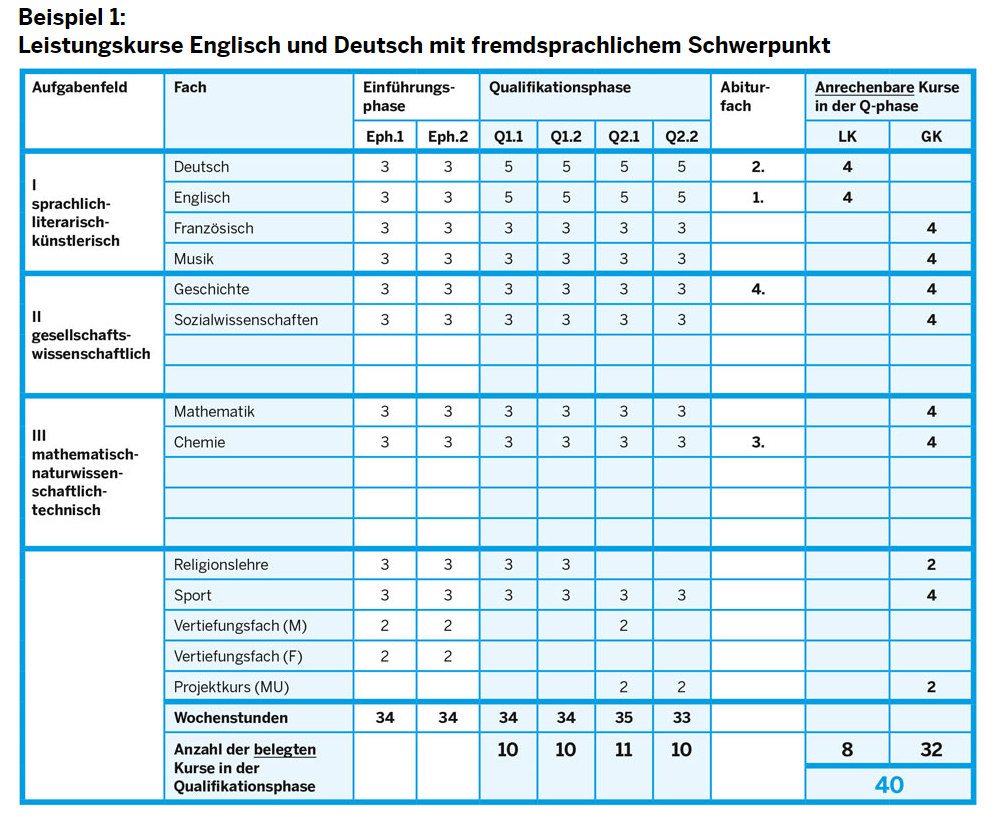 Beispiel 1:
Leistungskurse Englisch und Deutsch mit fremdsprachlichem Schwerpunkt
Aufgabenfeld Fach Einführungs-phase Qualifikationsphase Abitur-fach Anrechenbare Kurse in der Q-phase
Eph.1 Eph.2 Q1.1 Q1.2 Q2.1 Q2.2 LK GK
I sprachlich-literarisch-künstlerisch
Deutsch 3 3 5 5 5 5 2. 4
Englisch 3 3 5 5 5 5 1. 4
Französisch 3 3 3 3 3 3 4
Musik 3 3 3 3 3 3 4
II gesellschafts-wissenschaftlich
Geschichte 3 3 3 3 3 3 4. 4
Sozialwissenschaften 3 3 3 3 3 3 4
III mathematisch-naturwissen-schaftlich-technisch
Mathematik 3 3 3 3 3 3 4
Chemie 3 3 3 3 3 3 3. 4
Religionslehre 3 3 3 3 2
Sport 3 3 3 3 3 3 4
Vertiefungsfach (M) 2 2 2
Vertiefungsfach (F) 2 2
Projektkurs (MU) 2 2 2
Wochenstunden 34 34 34 34 35 33
Anzahl der belegten Kurse in der Qualifikationsphase 10 10 11 10 8 32
40